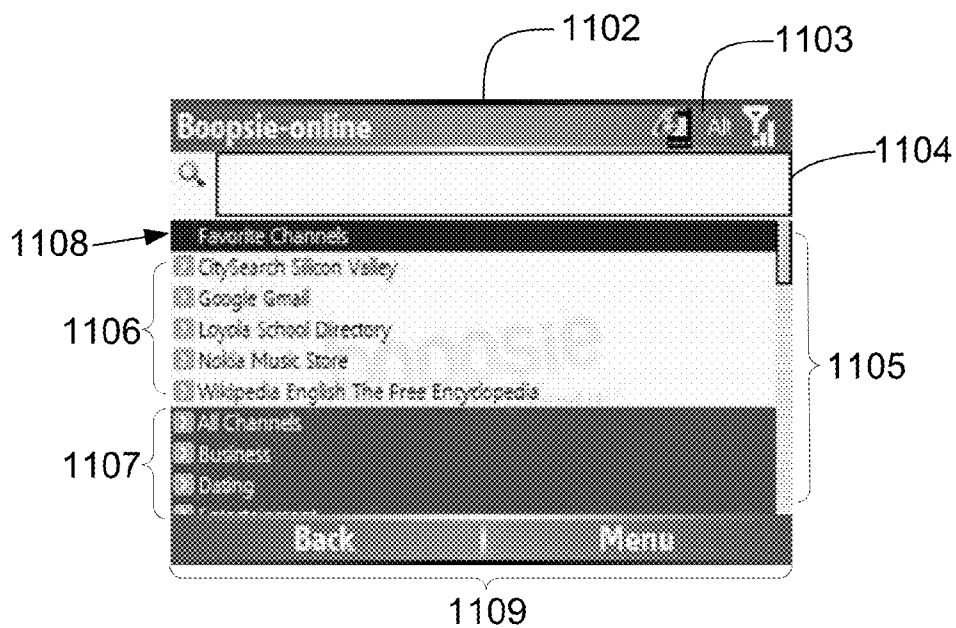 1102
1103
Boopsie-online
1104
1108
Favorite Channels
CitySearch Silicon Valley
Google Gmail
1106
Loyola School Directory
Nokia Music Store
1105
Wikipedia English The Free Encyclopedia
All Channels
1107
Business
Dating
Back | Menu
1109